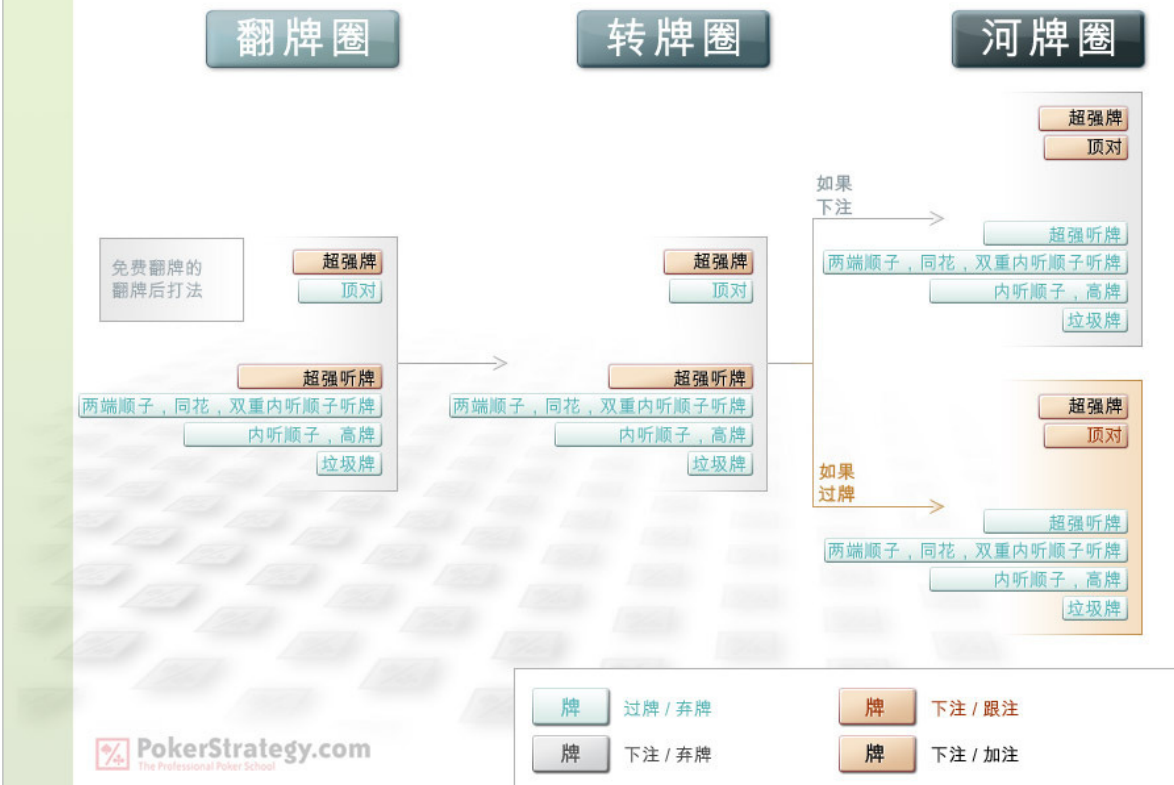 翻牌圈
转牌圈
河牌圈
免费翻牌的
翻牌后打法
超强牌
顶对
超强听牌
两端顺子，同花，双重内听顺子听牌
内听顺子，高牌
垃圾牌
超强牌
顶对
超强听牌
两端顺子，同花，双重内听顺子听牌
内听顺子，高牌
垃圾牌
如果
下注
超强牌
顶对
超强听牌
两端顺子，同花，双重内听顺子听牌
内听顺子，高牌
垃圾牌
如果
过牌
超强牌
顶对
超强听牌
两端顺子，同花，双重内听顺子听牌
内听顺子，高牌
垃圾牌
牌 过牌 / 弃牌
牌 下注 / 跟注
牌 下注 / 弃牌
牌 下注 / 加注
PokerStrategy.com
The Professional Poker School